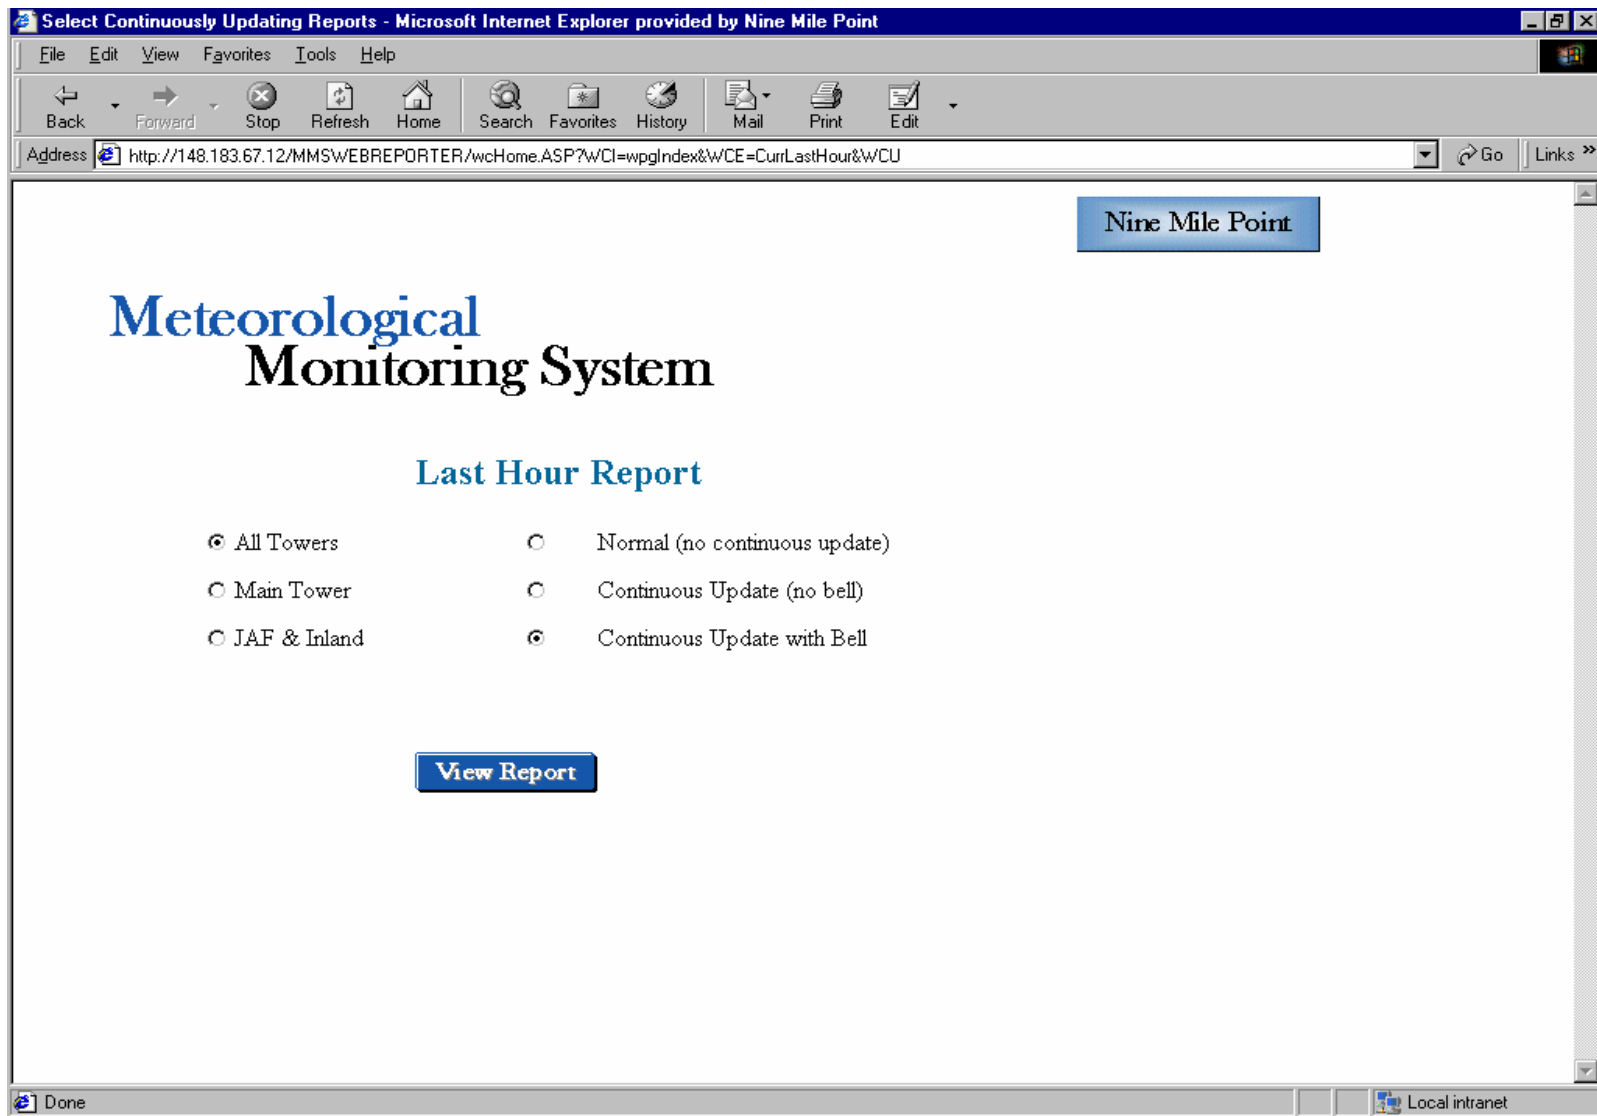 Select Continuously Updating Reports - Microsoft Internet Explorer provided by Nine Mile Point
File Edit View Favorites Tools Help
Back Forward Stop Refresh Home Search Favorites History Mail Print Edit
Address http://148.183.67.12/MMSWEBREPORTER/wcHome.ASP?WCI=wpgIndex&WCE=CurrLastHour&WCU Go Links »
Nine Mile Point
Meteorological
Monitoring System
Last Hour Report
All Towers Normal (no continuous update)
Main Tower Continuous Update (no bell)
JAF & Inland Continuous Update with Bell
View Report
Done Local intranet